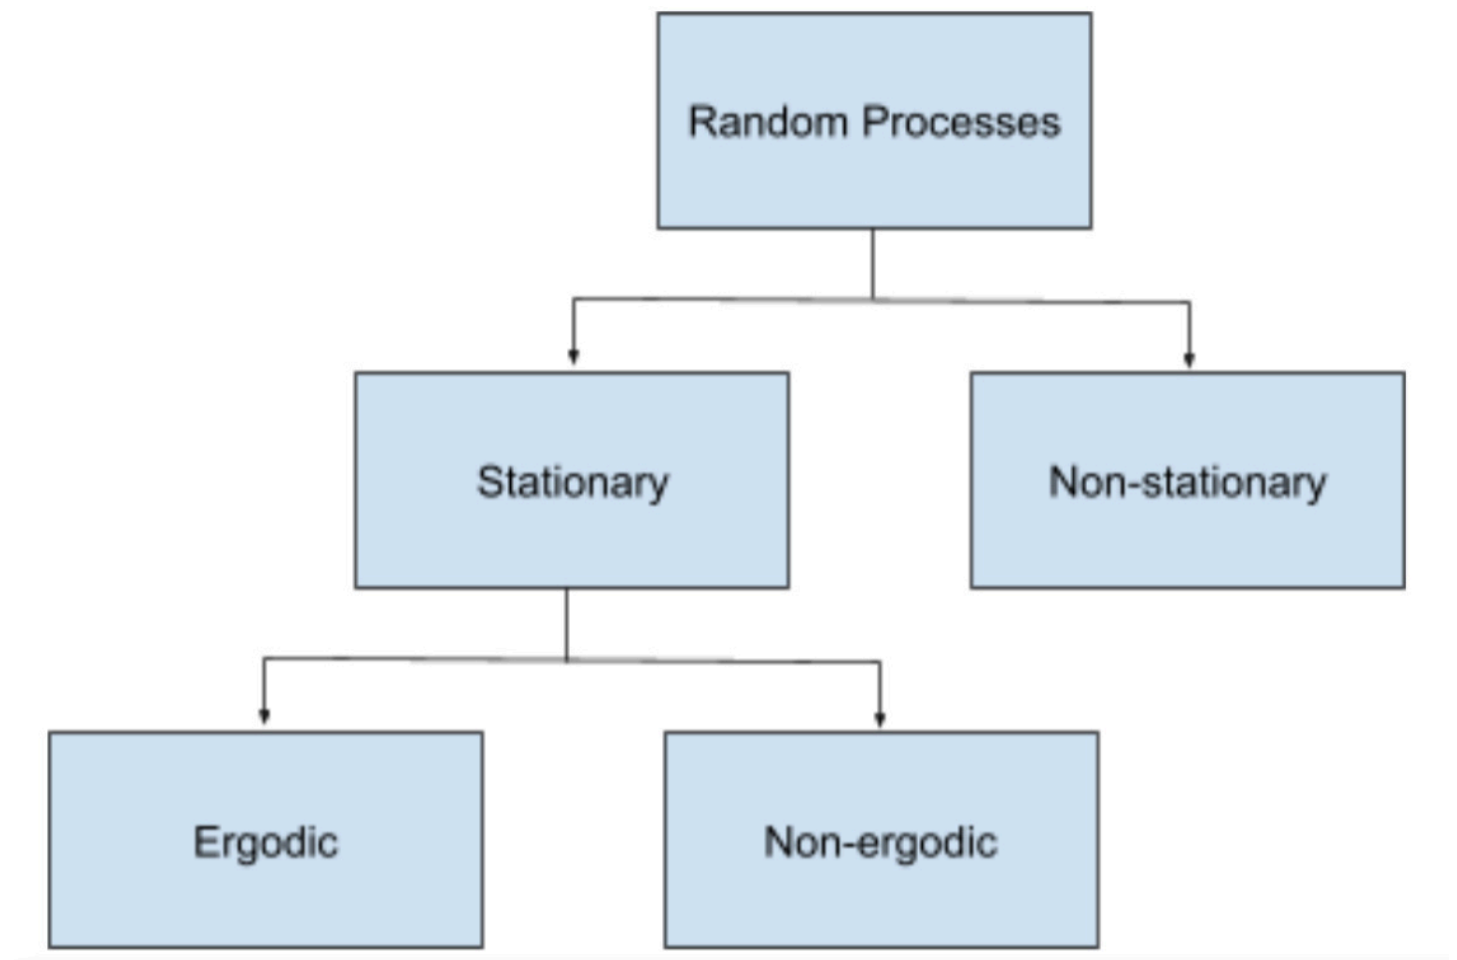 Random Processes
Stationary
Non-stationary
Ergodic
Non-ergodic